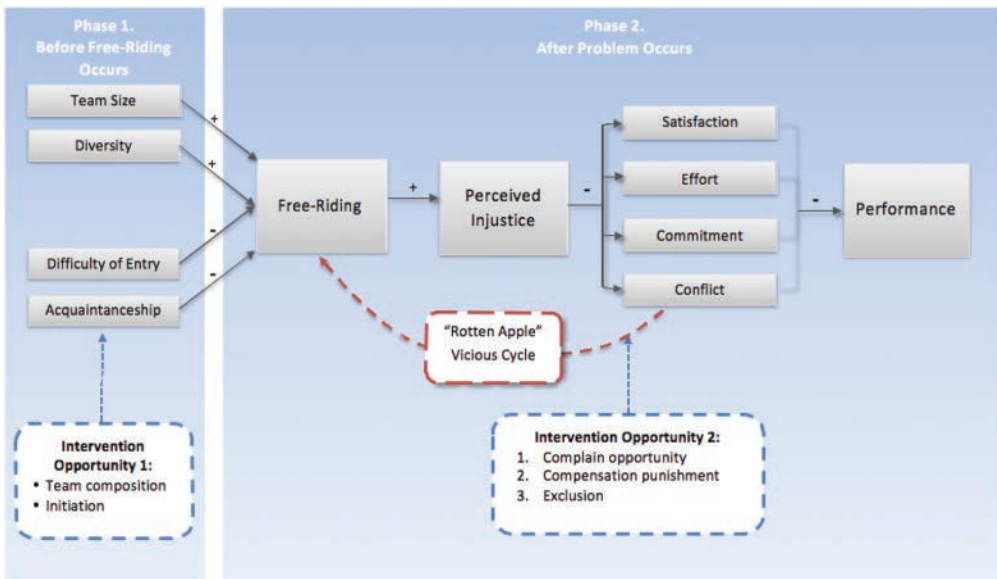 Phase 1.
Before Free-Riding
Occurs
Phase 2.
After Problem Occurs
Team Size
Diversity
Difficulty of Entry
Acquaintanceship
+
+
-
-
Free-Riding
+
Perceived
Injustice
-
Satisfaction
Effort
Commitment
Conflict
-
Performance
"Rotten Apple"
Vicious Cycle
Intervention
Opportunity 1:
• Team composition
• Initiation
Intervention Opportunity 2:
1. Complain opportunity
2. Compensation punishment
3. Exclusion